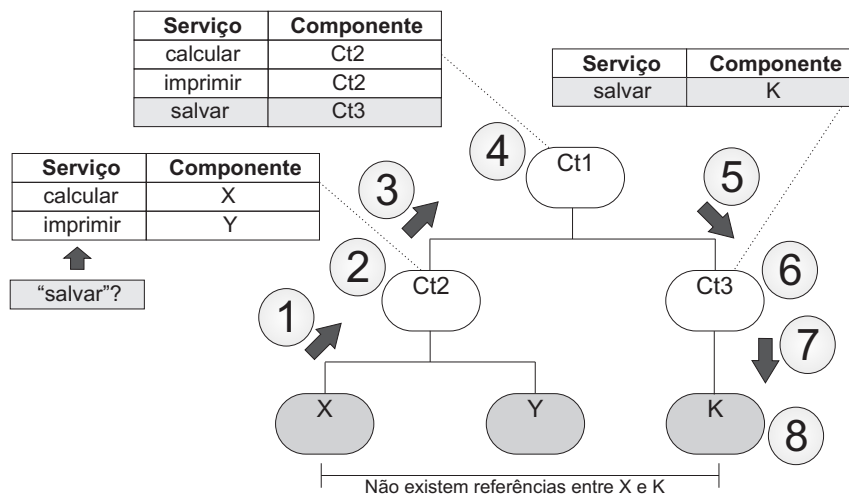 Serviço Componente
calcular Ct2
imprimir Ct2
salvar Ct3
Serviço Componente
salvar K
4
Ct1
5
Serviço Componente
calcular X
imprimir Y
3
2
Ct2
Ct3
6
“salvar”?
1
7
X
Y
K
8
Não existem referências entre X e K